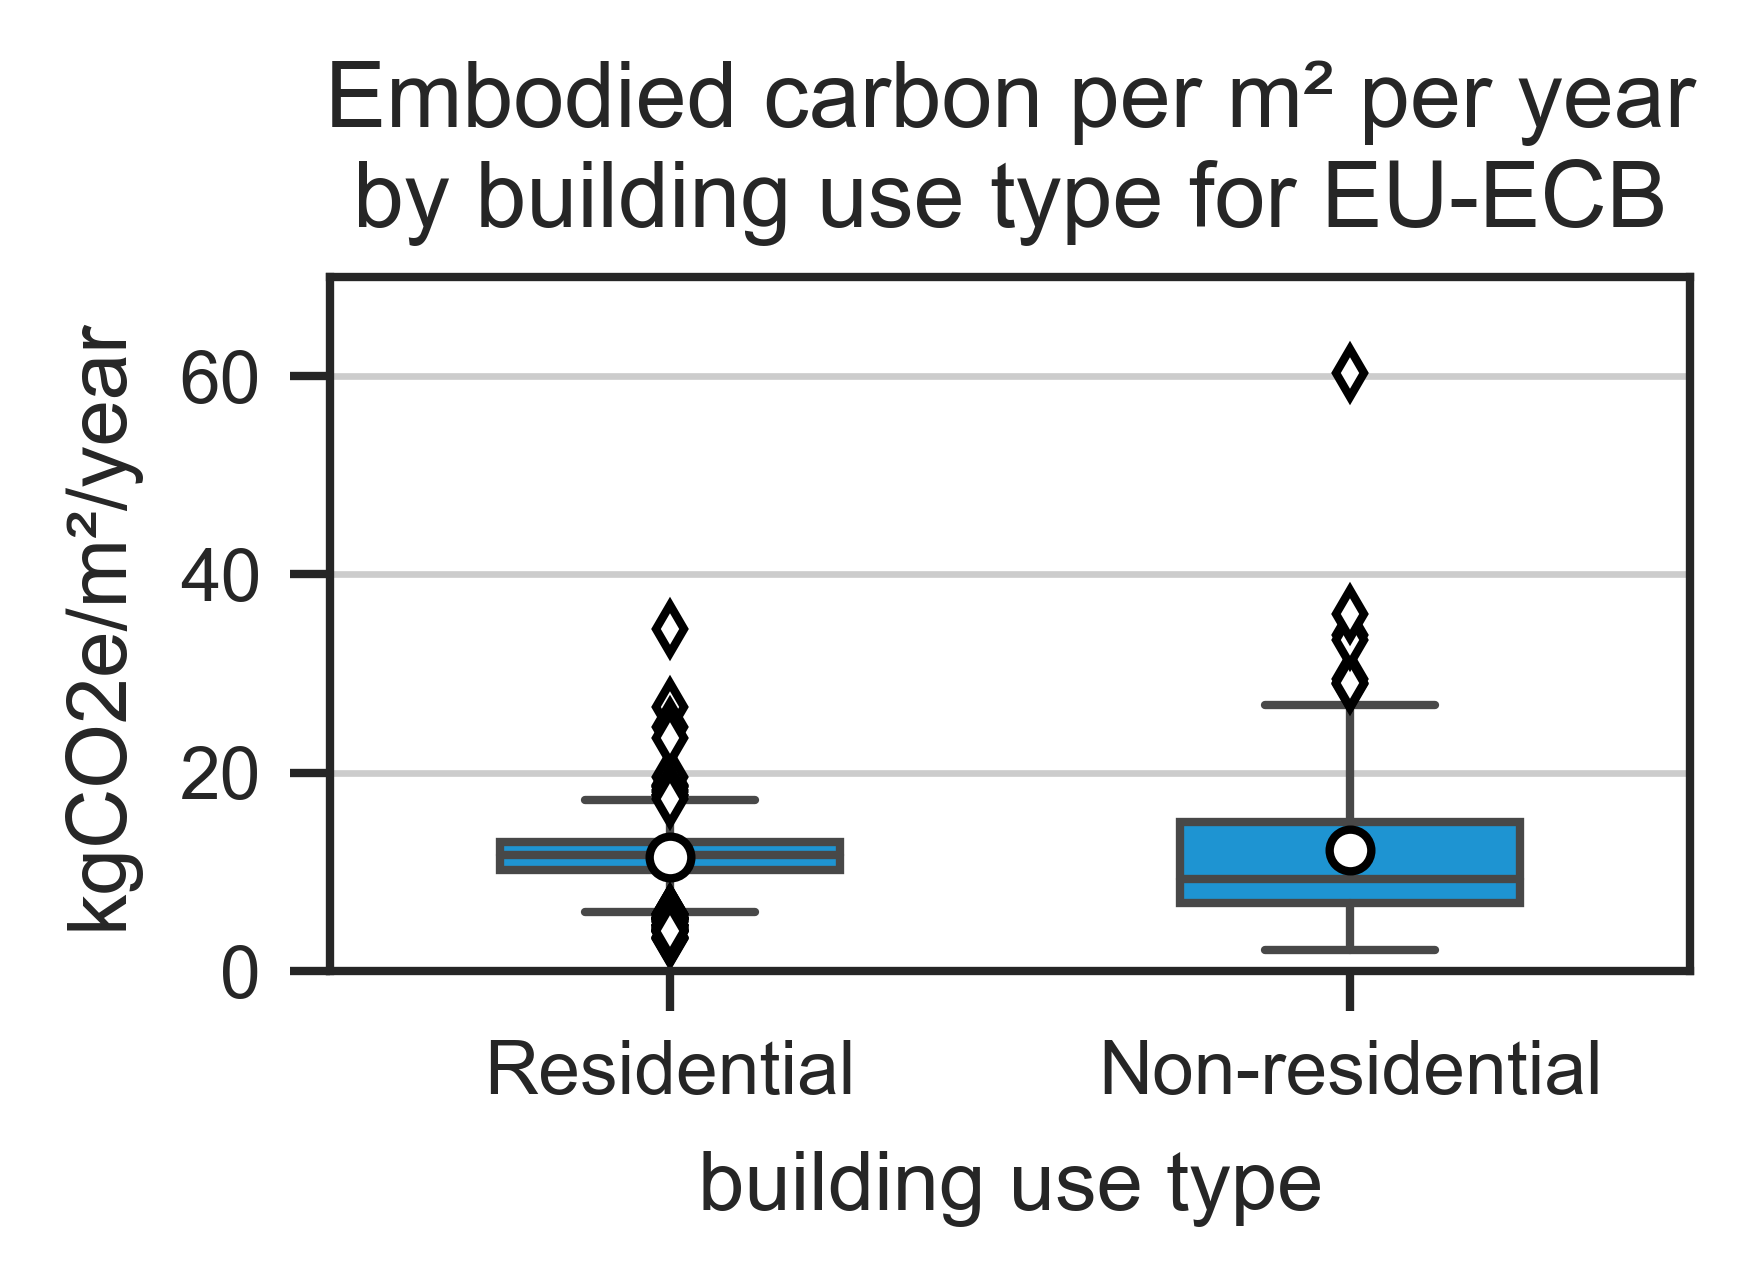 Embodied carbon per m² per year
by building use type for EU-ECB
kgCO2e/m²/year
60
40
20
0
Residential
Non-residential
building use type